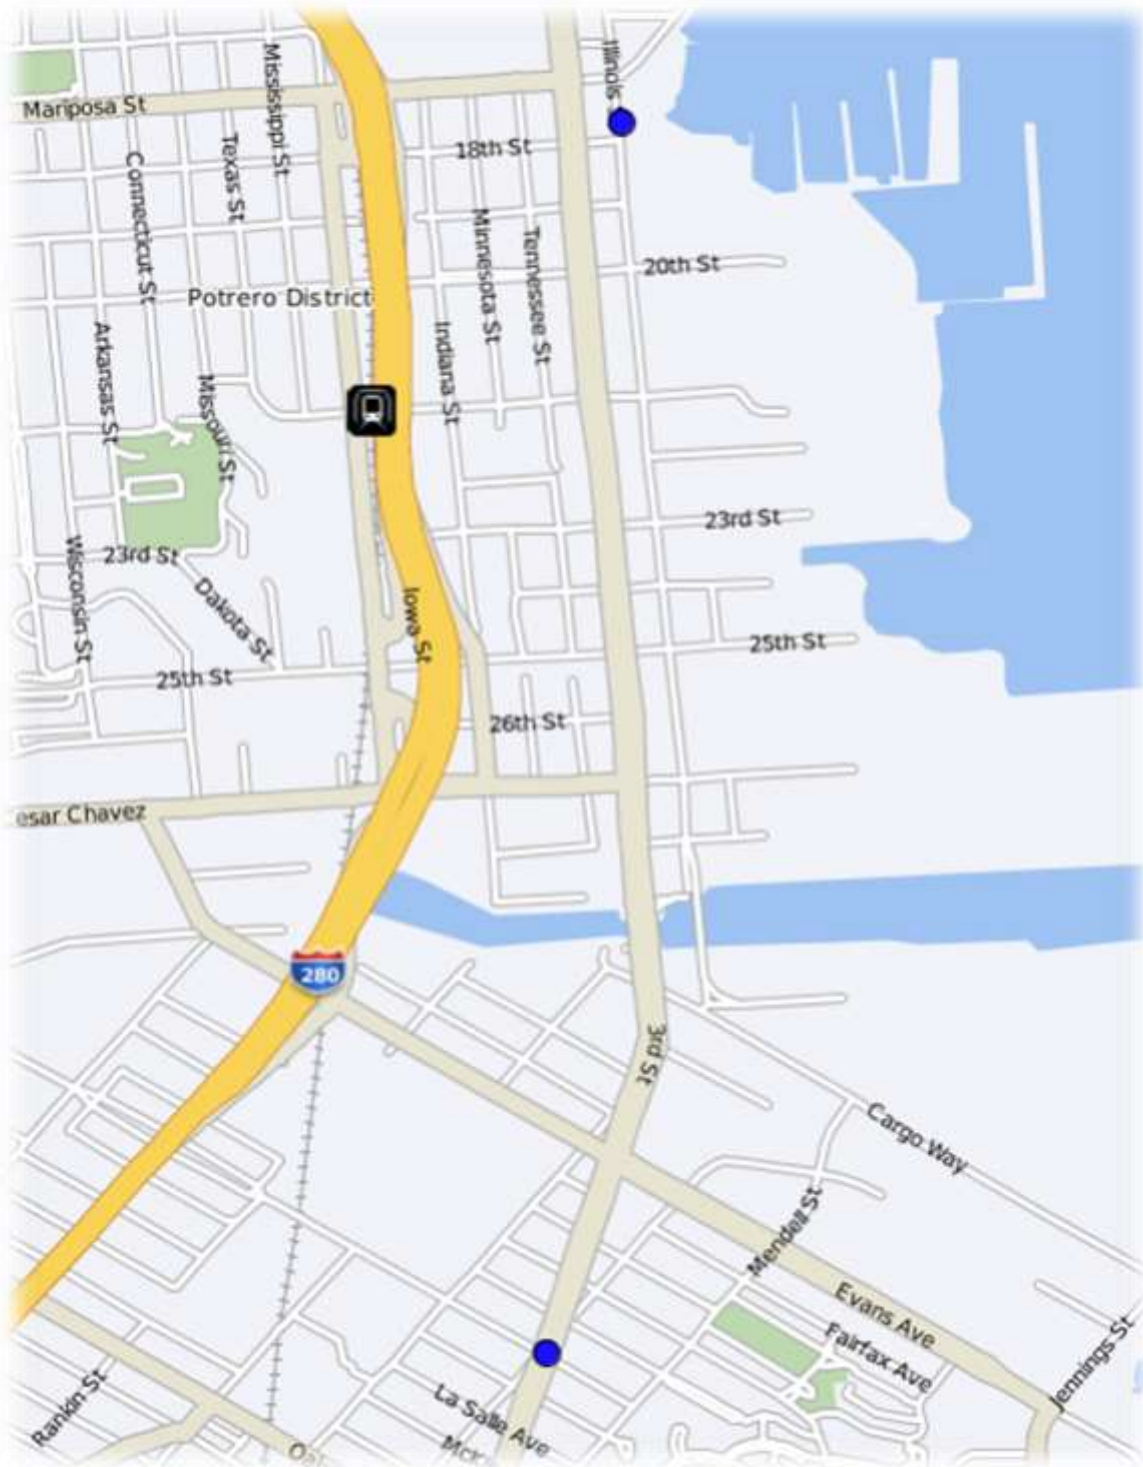 Illinois
Mississippi St
Mariposa St
Texas St
18th St
Connecticut St
Minnesota St
Tennessee St
20th St
Potrero District
Arkansas St
Missouri St
Indiana St
23rd St
Wisconsin St
23rd St
Dakota St
Iowa St
25th St
25th St
26th St
esar Chavez
280
3rd St
Cargo Way
Mendell St
Evans Ave
Fairfax Ave
Jennings St
Rankin St
La Salle Ave
McK
Oa